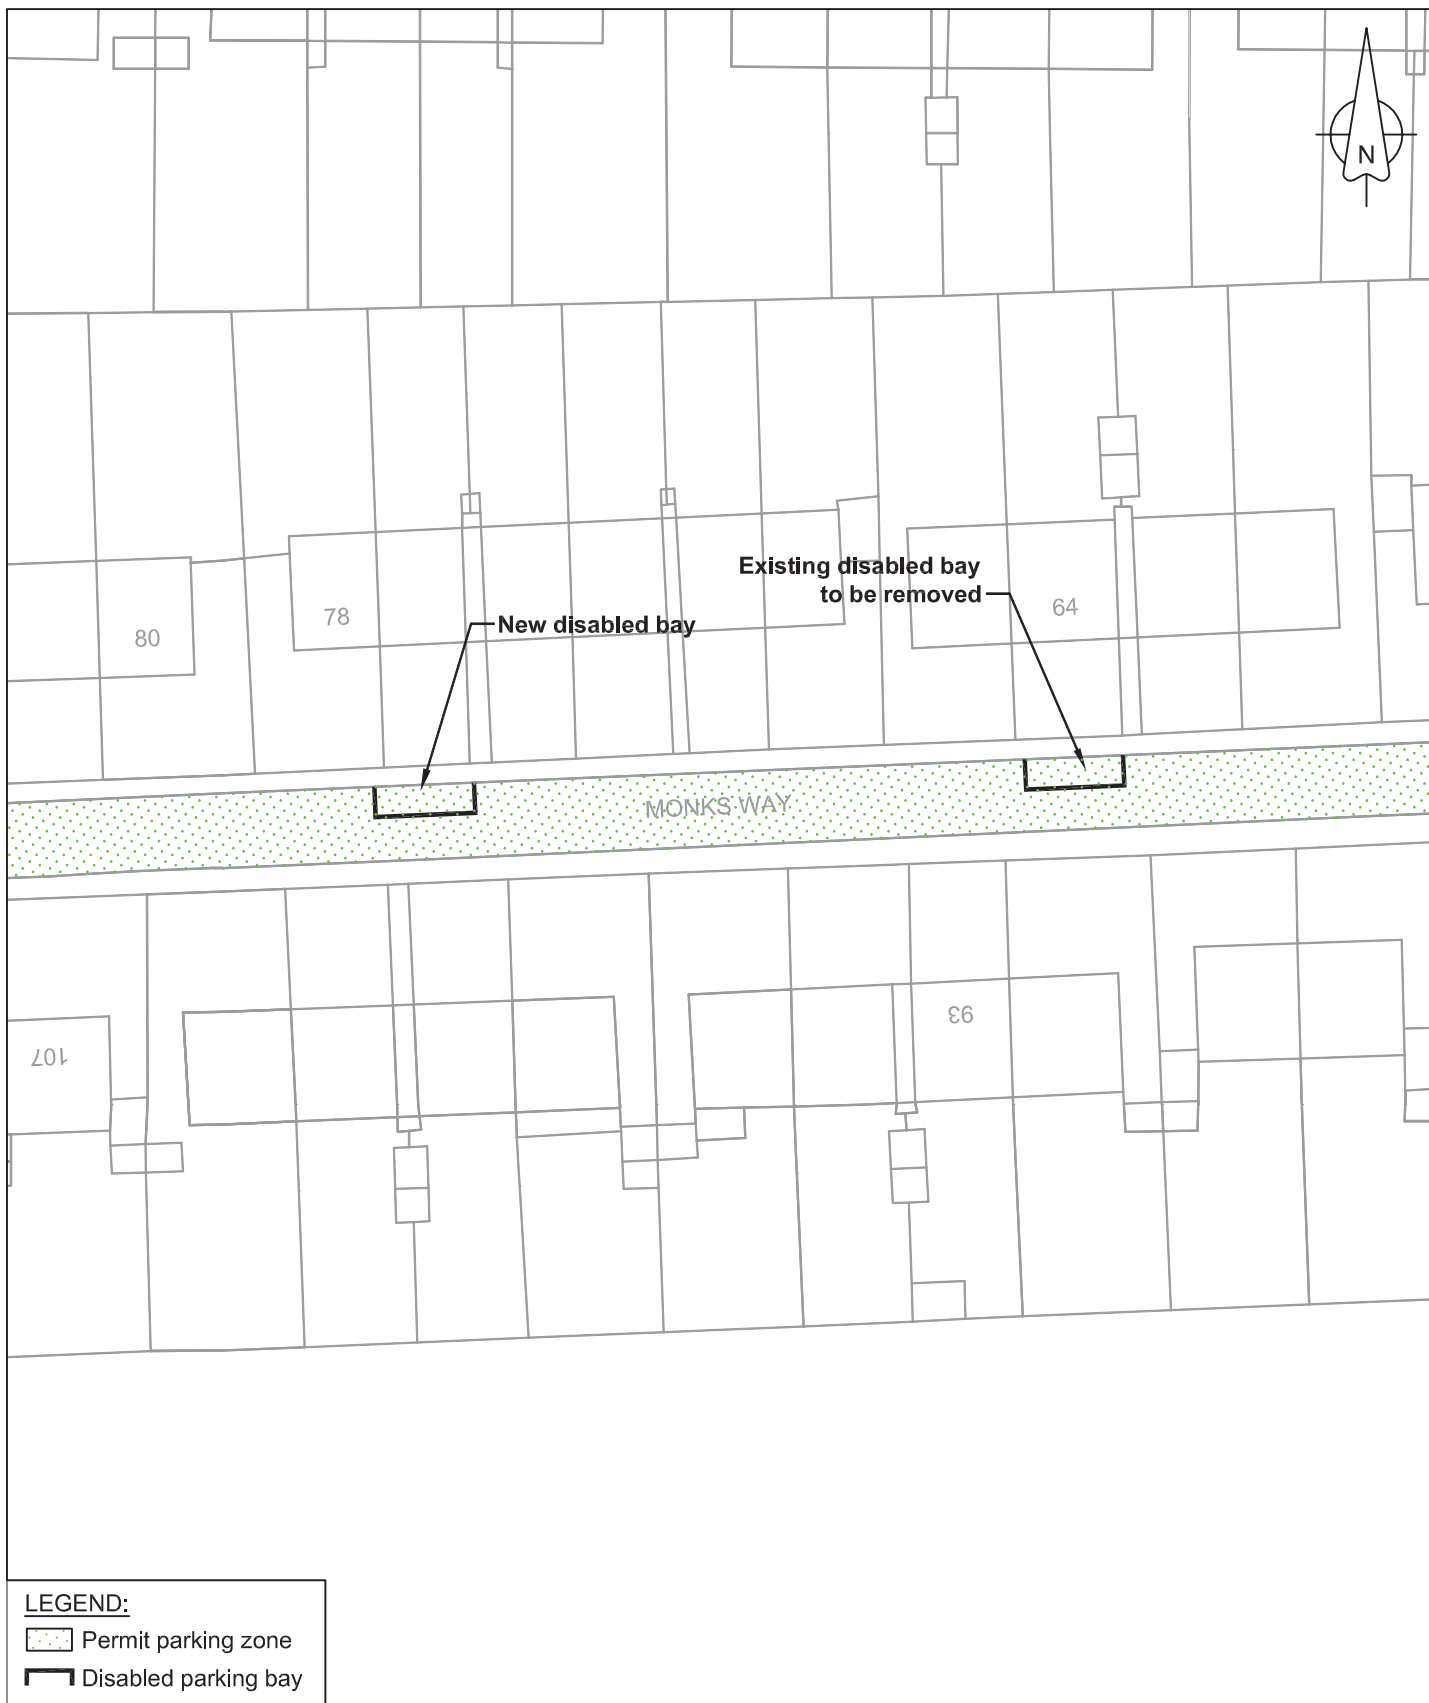 N
Existing disabled bay
to be removed
64
78
New disabled bay
80
MONKS WAY
93
107
LEGEND:
Permit parking zone
Disabled parking bay